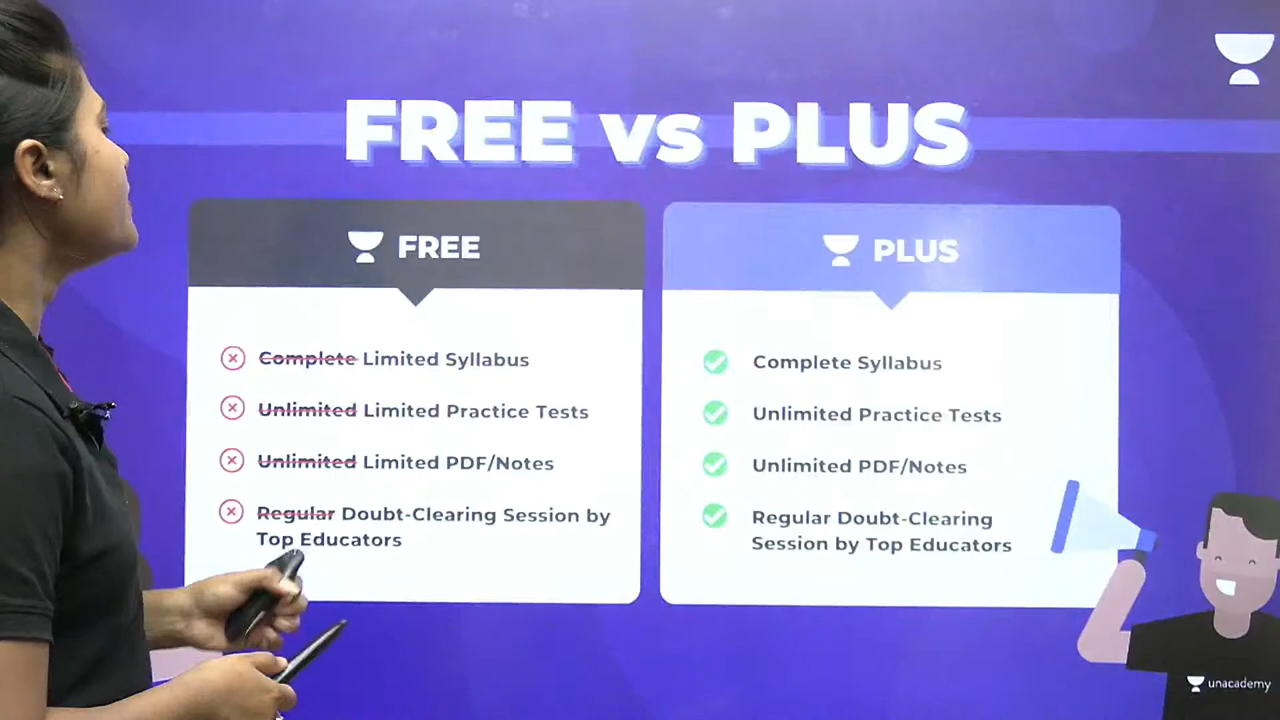 FREE vs PLUS
FREE
Complete Limited Syllabus
Unlimited Limited Practice Tests
Unlimited Limited PDF/Notes
Regular Doubt-Clearing Session by
Top Educators
PLUS
Complete Syllabus
Unlimited Practice Tests
Unlimited PDF/Notes
Regular Doubt-Clearing
Session by Top Educators
unacademy